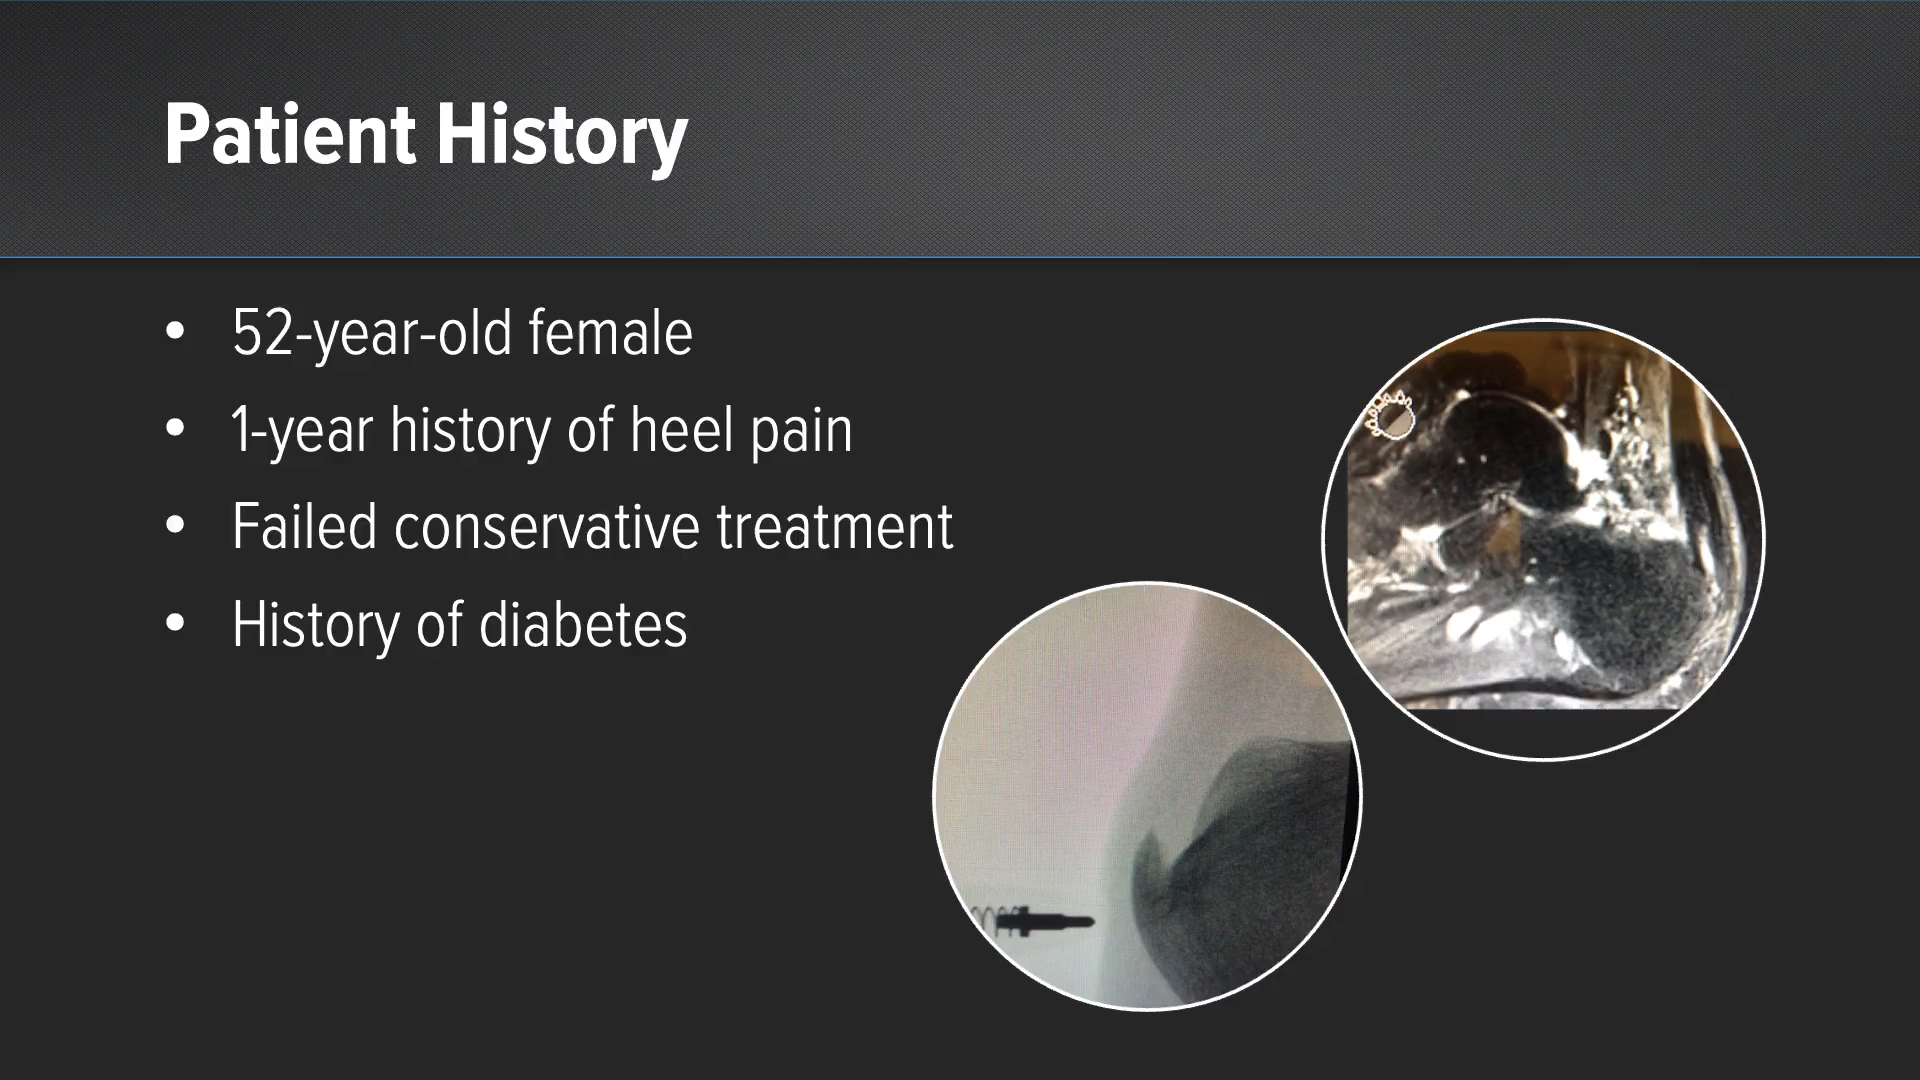 Patient History
• 52-year-old female
• 1-year history of heel pain
• Failed conservative treatment
• History of diabetes